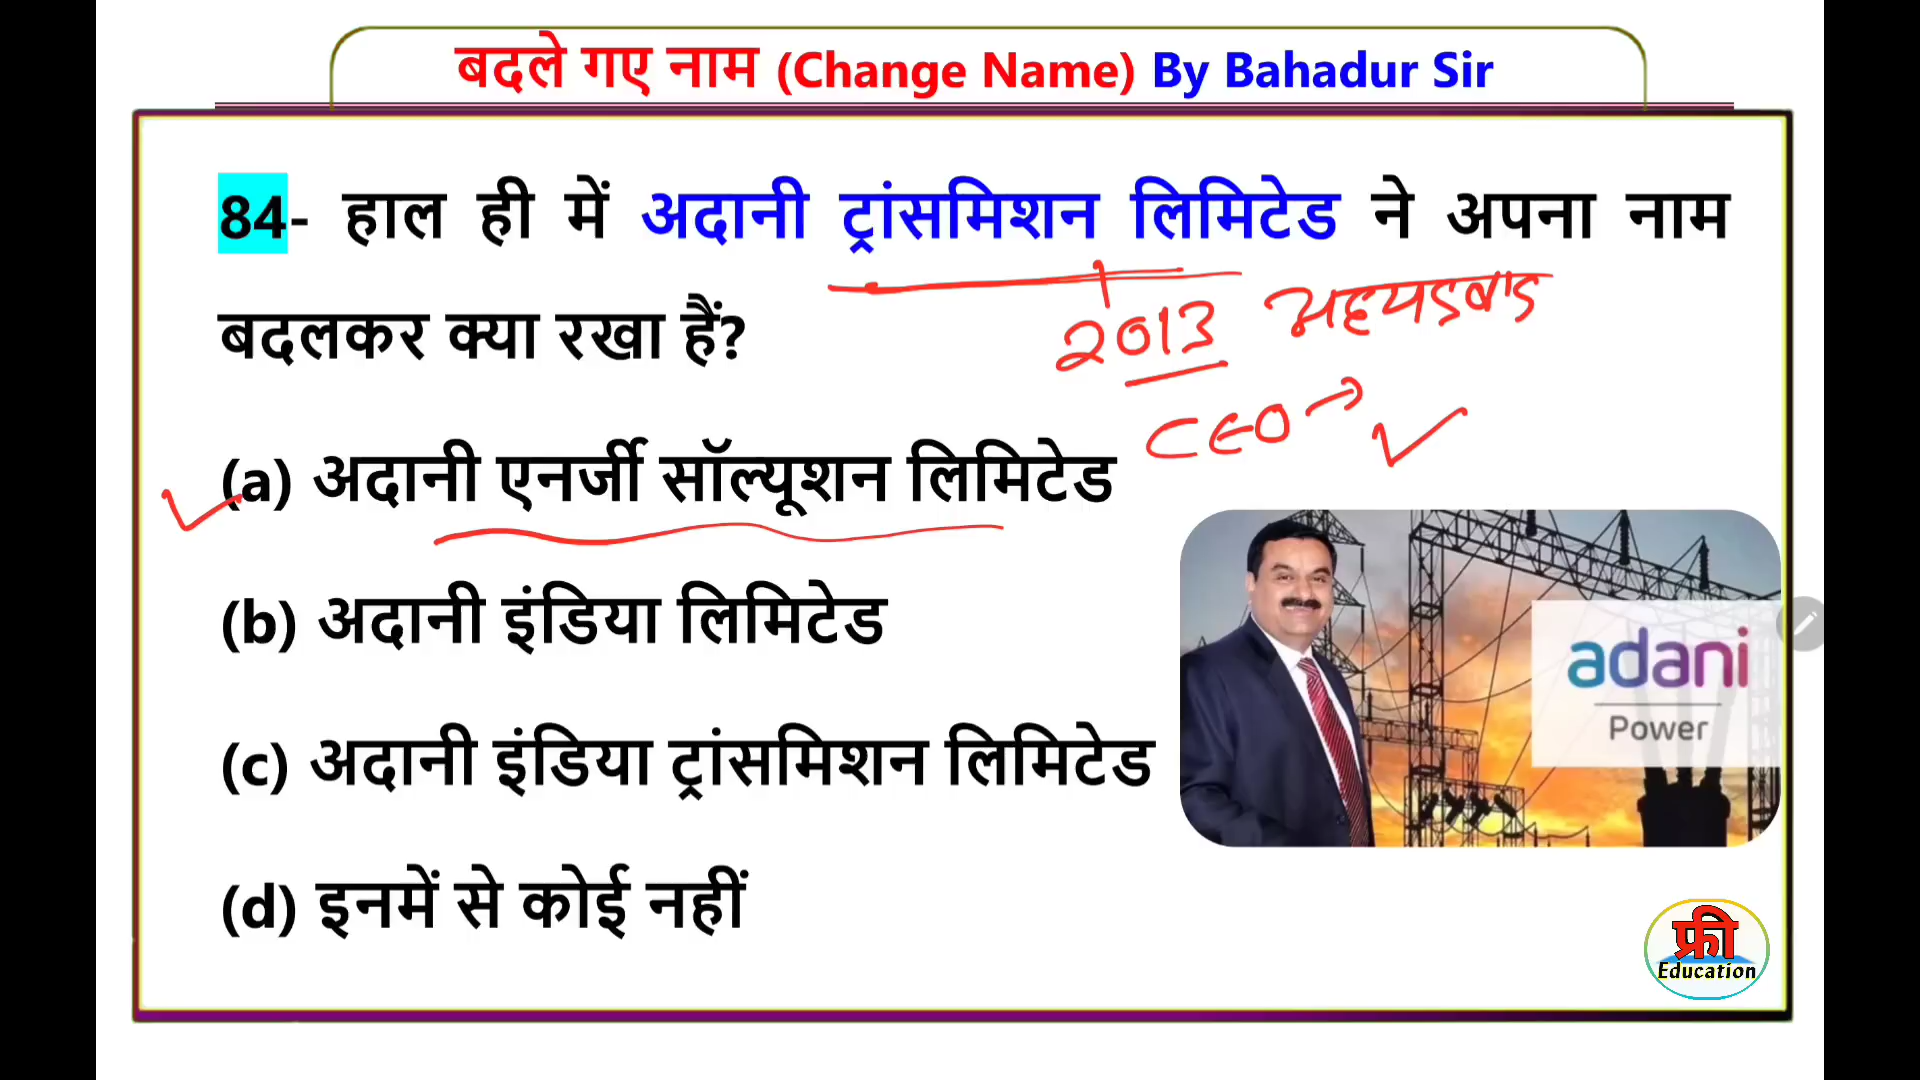 बदले गए नाम (Change Name) By Bahadur Sir
84- हाल ही में अदानी ट्रांसमिशन लिमिटेड ने अपना नाम
बदलकर क्या रखा हैं?
2013
CEO →
(a) अदानी एनर्जी सॉल्यूशन लिमिटेड
(b) अदानी इंडिया लिमिटेड
(c) अदानी इंडिया ट्रांसमिशन लिमिटेड
(d) इनमें से कोई नहीं
adani
Power
फ्री
Education